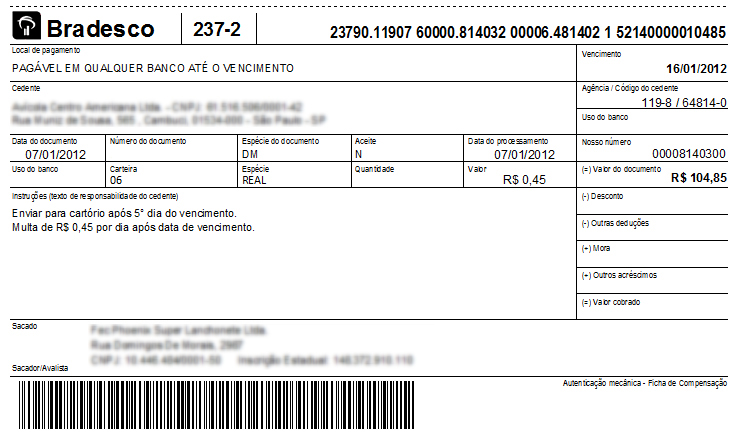 Bradesco 237-2 23790.11907 60000.814032 00006.481402 1 52140000010485
Local de pagamento
PAGÁVEL EM QUALQUER BANCO ATÉ O VENCIMENTO
Vencimento
16/01/2012
Cedente
Agência / Código do cedente
119-8 / 64814-0
Uso do banco
Data do documento Número do documento Espécie do documento Aceite Data do processamento Nosso número
07/01/2012 DM N 07/01/2012 00008140300
Uso do banco Carteira Espécie Quantidade Valor (=) Valor do documento
06 REAL R$ 0,45 R$ 104,85
Instruções (texto de responsabilidade do cedente)
Enviar para cartório após 5° dia do vencimento.
Multa de R$ 0,45 por dia após data de vencimento.
(-) Desconto
(-) Outras deduções
(+) Mora
(+) Outros acréscimos
(=) Valor cobrado
Sacado
Sacador/Avalista
Autenticação mecânica - Ficha de Compensação